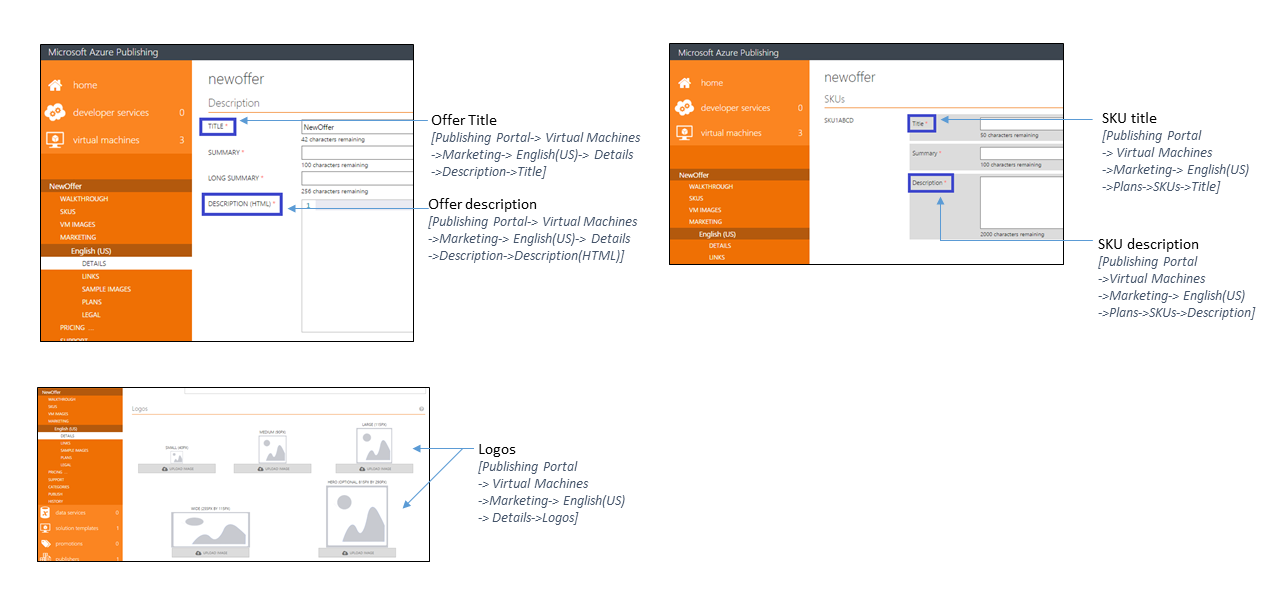 Microsoft Azure Publishing
home
developer services 0
virtual machines 3
NewOffer
WALKTHROUGH
SKUS
VM IMAGES
MARKETING
English (US)
DETAILS
LINKS
SAMPLE IMAGES
PLANS
LEGAL
PRICING ...
SUPPORT
newoffer
Description
TITLE *
NewOffer
42 characters remaining
SUMMARY *
100 characters remaining
LONG SUMMARY *
256 characters remaining
DESCRIPTION (HTML) *
1
Offer Title
[Publishing Portal-> Virtual Machines
->Marketing-> English(US)-> Details
->Description->Title]
Offer description
[Publishing Portal-> Virtual Machines
->Marketing-> English(US)-> Details
->Description->Description(HTML)]
Microsoft Azure Publishing
home
developer services 0
virtual machines 3
NewOffer
WALKTHROUGH
SKUS
VM IMAGES
MARKETING
English (US)
DETAILS
LINKS
newoffer
SKUs
SKU1ABCD
Title *
50 characters remaining
Summary *
100 characters remaining
Description *
2000 characters remaining
SKU title
[Publishing Portal
-> Virtual Machines
->Marketing-> English(US)
->Plans->SKUs->Title]
SKU description
[Publishing Portal
->Virtual Machines
->Marketing-> English(US)
->Plans->SKUs->Description]
NewOffer
WALKTHROUGH
SKUS
VM IMAGES
MARKETING
English (US)
DETAILS
LINKS
SAMPLE IMAGES
PLANS
LEGAL
PRICING ...
SUPPORT
CATEGORIES
PUBLISH
HISTORY
data services 0
solution templates 1
promotions 0
publishers 1
Logos
SMALL (40PX)
UPLOAD IMAGE
MEDIUM (90PX)
UPLOAD IMAGE
LARGE (115PX)
UPLOAD IMAGE
WIDE (255PX BY 115PX)
UPLOAD IMAGE
HERO (OPTIONAL, 815PX BY 290PX)
UPLOAD IMAGE
Logos
[Publishing Portal
-> Virtual Machines
->Marketing-> English(US)
-> Details->Logos]